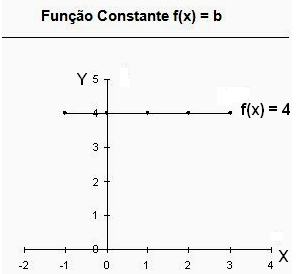 Função Constante f(x) = b
Y 5
4 f(x) = 4
3
2
1
0
-2 -1 0 1 2 3 4 X